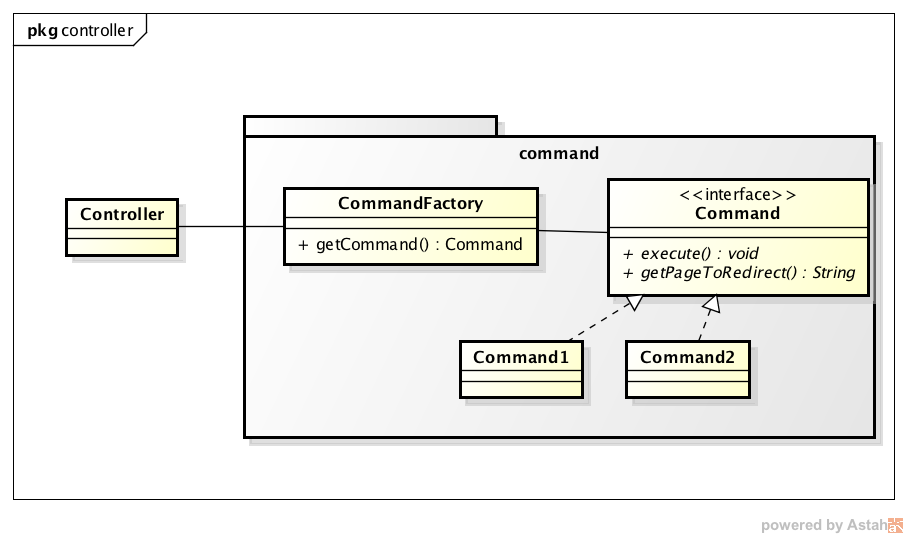 pkg controller
command
Controller
CommandFactory
+ getCommand() : Command
<<interface>>
Command
+ execute() : void
+ getPageToRedirect() : String
Command1
Command2
powered by Astah